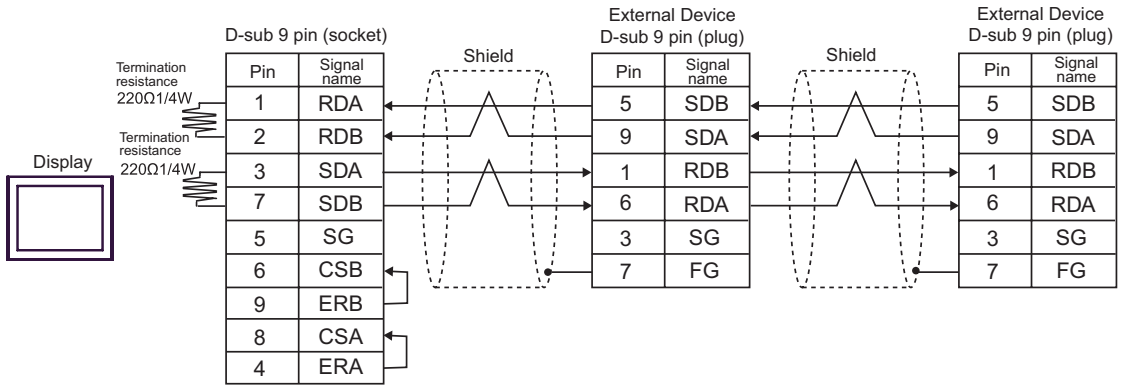 External Device
D-sub 9 pin (plug)
External Device
D-sub 9 pin (plug)
D-sub 9 pin (socket)
Shield
Shield
Termination
resistance
220Ω1/4W
Termination
resistance
220Ω1/4W
Display
Pin Signal name
1 RDA
2 RDB
3 SDA
7 SDB
5 SG
6 CSB
9 ERB
8 CSA
4 ERA
Pin Signal name
5 SDB
9 SDA
1 RDB
6 RDA
3 SG
7 FG
Pin Signal name
5 SDB
9 SDA
1 RDB
6 RDA
3 SG
7 FG